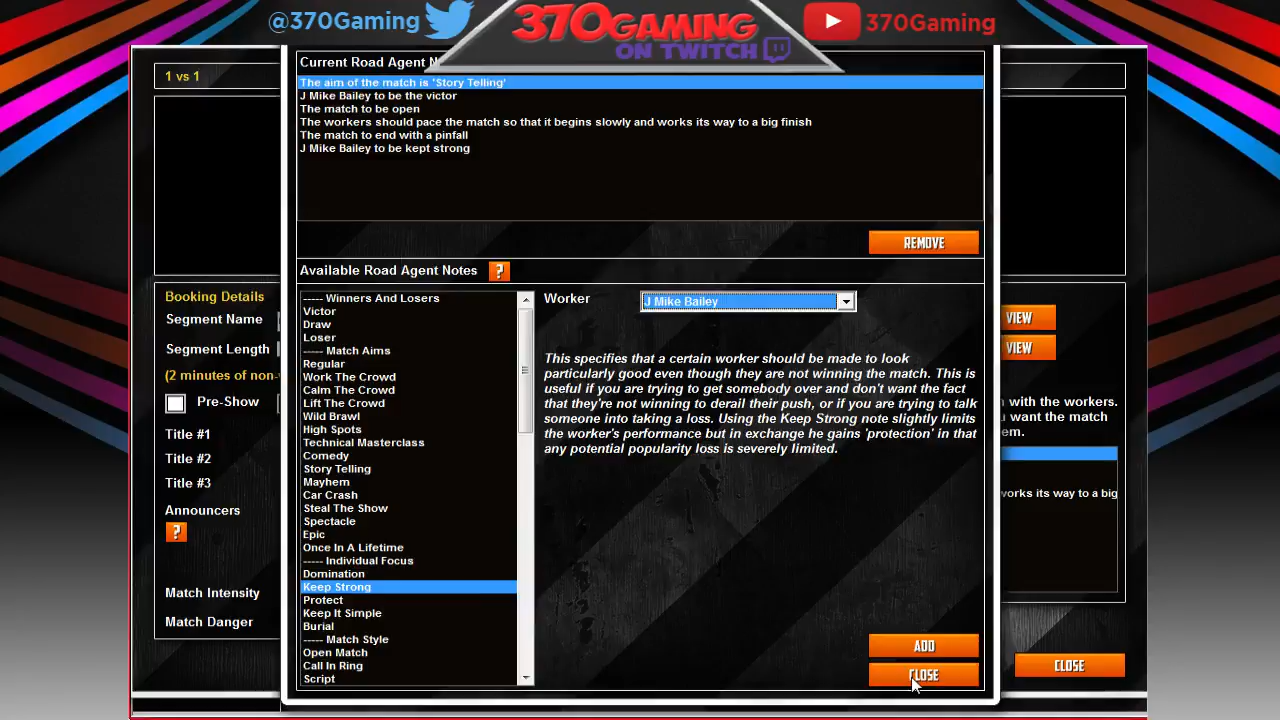 @370Gaming
370GAMING
ON TWITCH
370Gaming
1 vs 1
Current Road Agent N
The aim of the match is 'Story Telling'
J Mike Bailey to be the victor
The match to be open
The workers should pace the match so that it begins slowly and works its way to a big finish
The match to end with a pinfall
J Mike Bailey to be kept strong
REMOVE
Available Road Agent Notes ?
----- Winners And Losers
Victor
Draw
Loser
----- Match Aims
Regular
Work The Crowd
Calm The Crowd
Lift The Crowd
Wild Brawl
High Spots
Technical Masterclass
Comedy
Story Telling
Mayhem
Car Crash
Steal The Show
Spectacle
Epic
Once In A Lifetime
----- Individual Focus
Domination
Keep Strong
Protect
Keep It Simple
Burial
----- Match Style
Open Match
Call In Ring
Script
Worker
J Mike Bailey
This specifies that a certain worker should be made to look
particularly good even though they are not winning the match. This is
useful if you are trying to get somebody over and don't want the fact
that they're not winning to derail their push, or if you are trying to talk
someone into taking a loss. Using the Keep Strong note slightly limits
the worker's performance but in exchange he gains 'protection' in that
any potential popularity loss is severely limited.
ADD
CLOSE
Booking Details
Segment Name
Segment Length
(2 minutes of non-
Pre-Show
Title #1
Title #2
Title #3
Announcers
?
Match Intensity
Match Danger
VIEW
VIEW
n with the workers.
u want the match
em.
works its way to a big
CLOSE